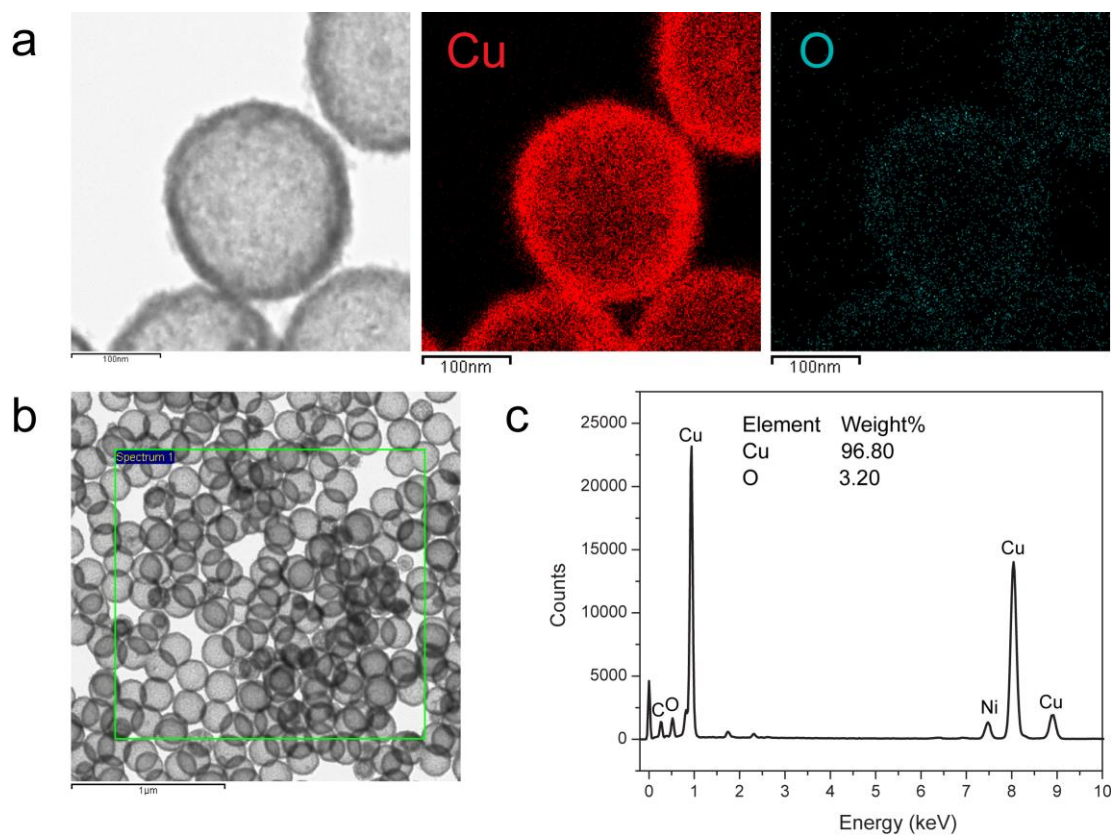 a
Cu
O
100nm
100nm
100nm
b
Spectrum 1
1µm
c
Element Weight%
Cu 96.80
O 3.20
25000
20000
15000
10000
5000
0
Counts
C
O
Cu
Ni
Cu
Cu
0 1 2 3 4 5 6 7 8 9 10
Energy (keV)